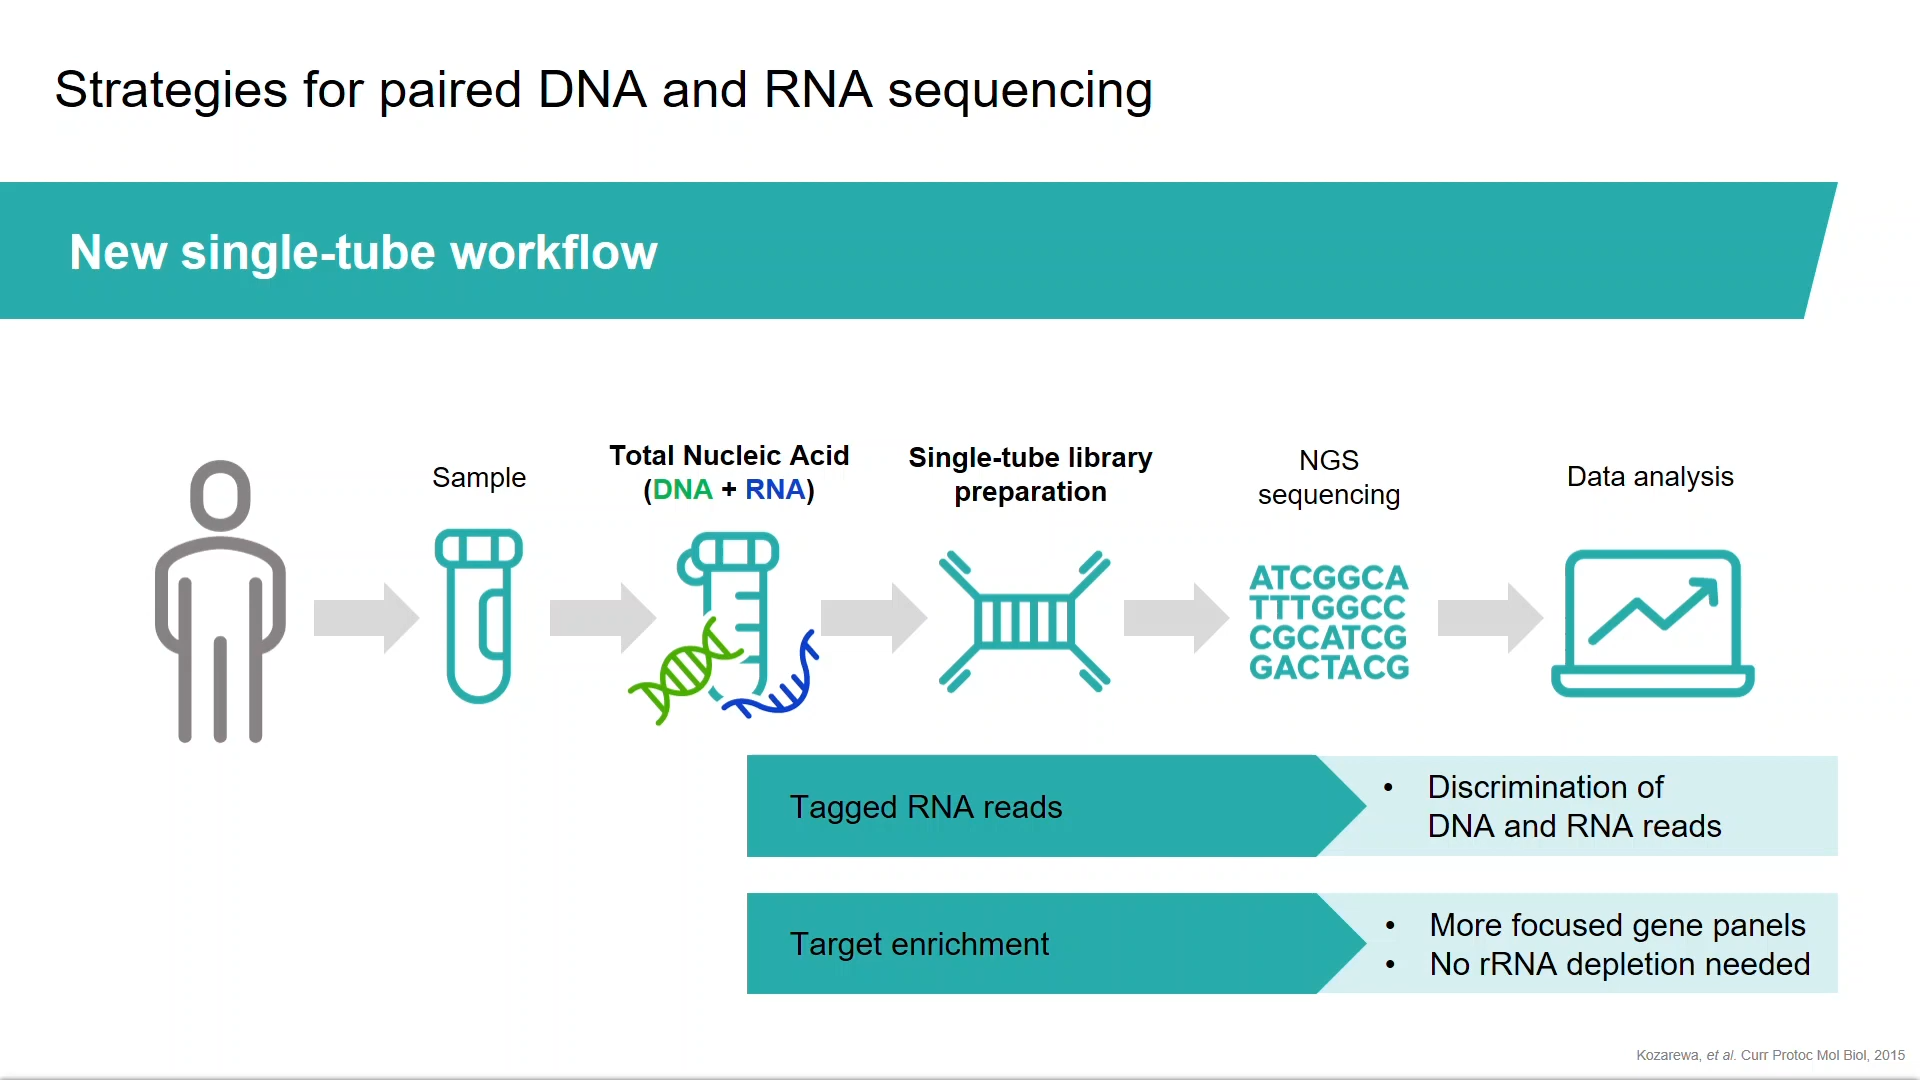 Strategies for paired DNA and RNA sequencing
New single-tube workflow
Sample
Total Nucleic Acid
(DNA + RNA)
Single-tube library
preparation
NGS
sequencing
Data analysis
ATCGGCA
TTTGGCC
CGCATCG
GACTACG
Tagged RNA reads
• Discrimination of
DNA and RNA reads
Target enrichment
• More focused gene panels
• No rRNA depletion needed
Kozarewa, et al. Curr Protoc Mol Biol, 2015